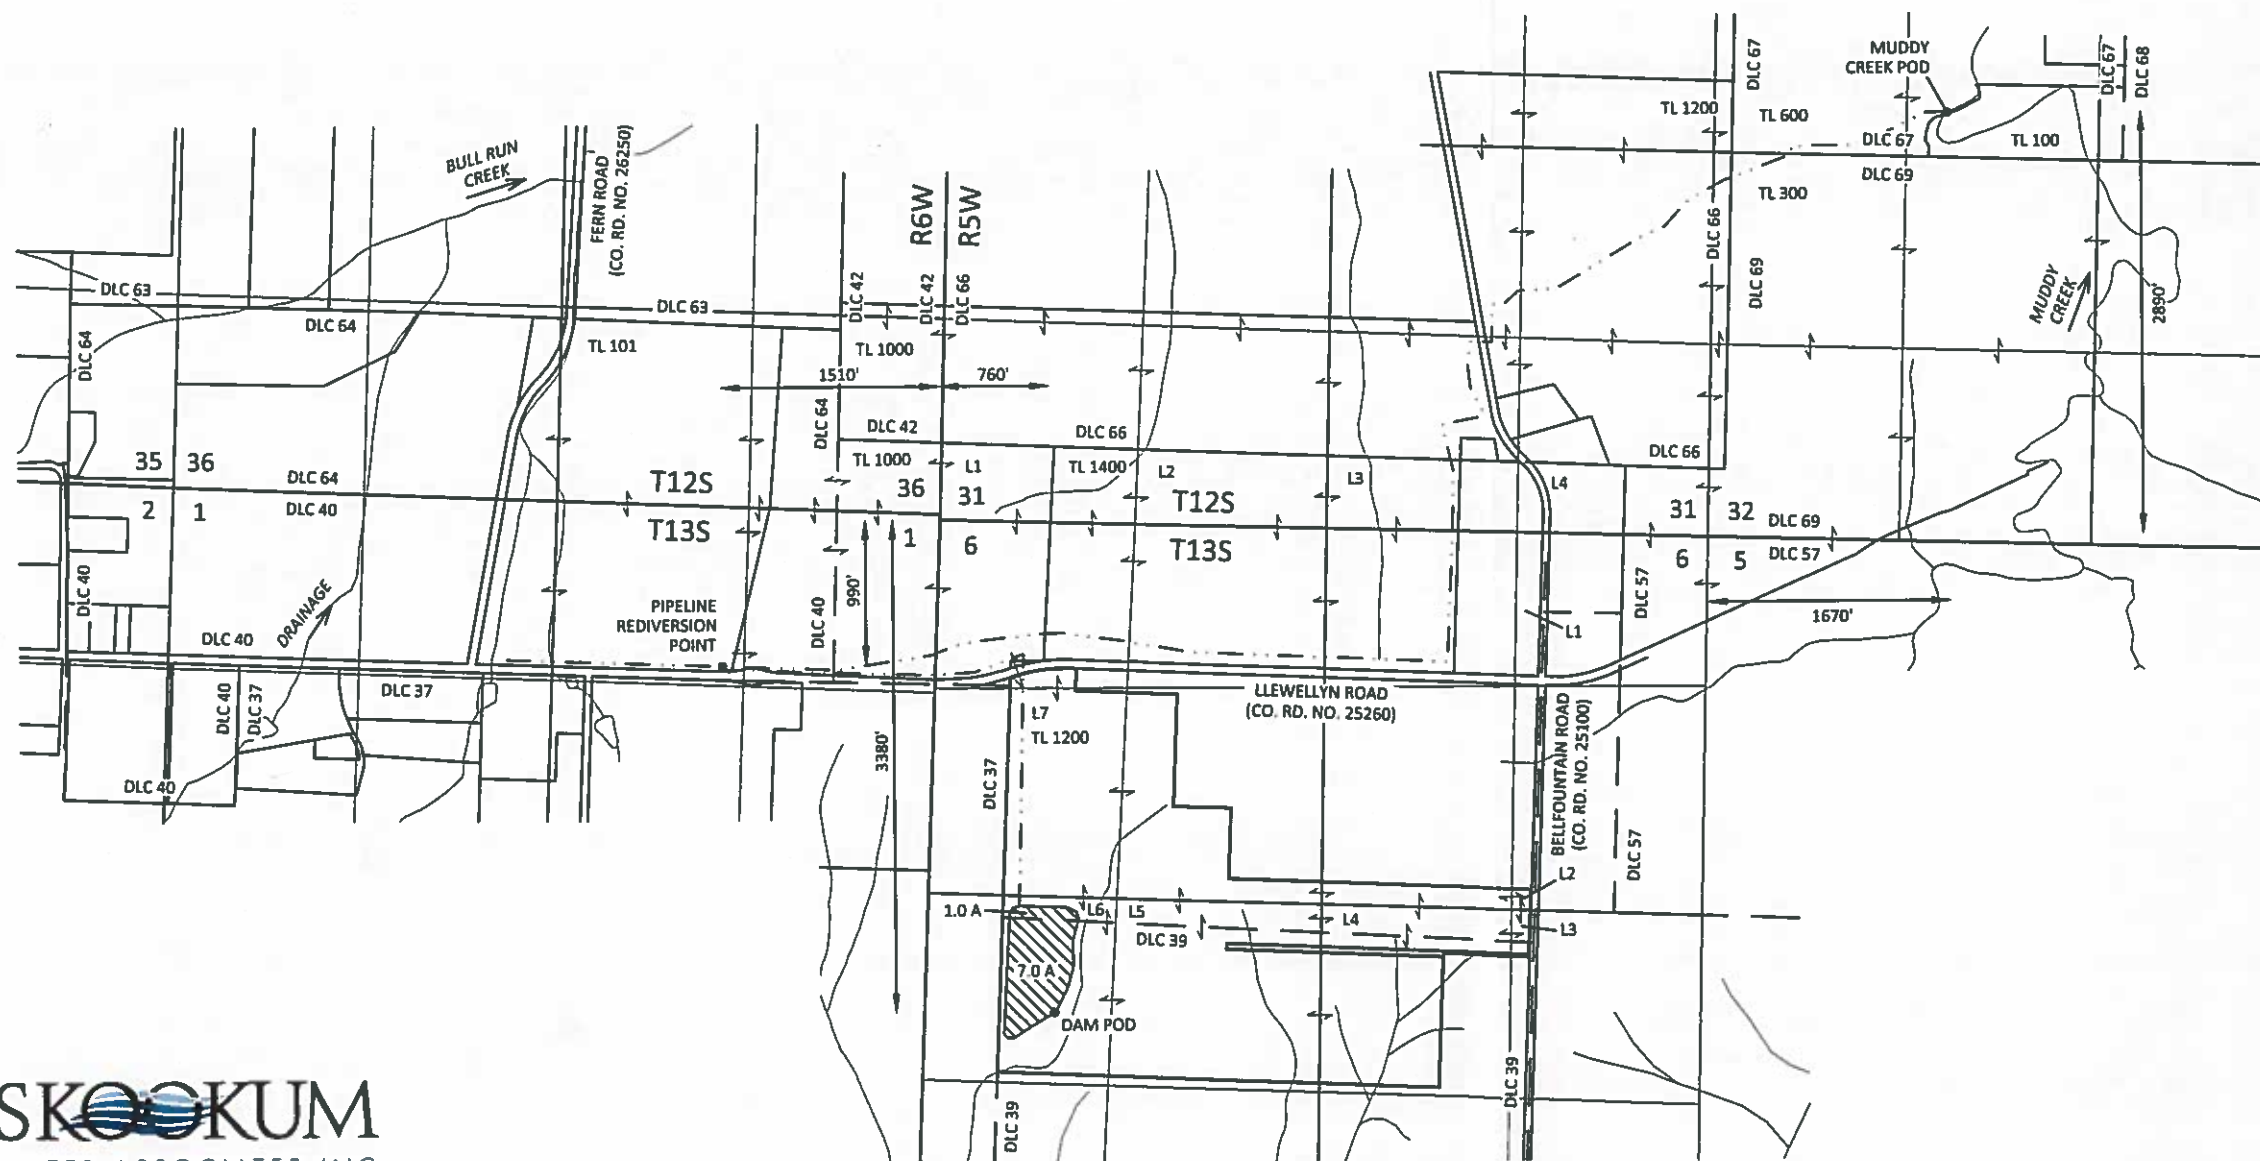 MUDDY
CREEK POD
DLC 67
DLC 67
DLC 68
TL 1200
TL 600
DLC 67
TL 100
DLC 69
TL 300
BULL RUN
CREEK
FERN ROAD
(CO. RD. NO. 26250)
R6W
R5W
DLC 66
DLC 69
MUDDY
CREEK
2890'
DLC 63
DLC 64
DLC 64
DLC 63
DLC 42
DLC 42
DLC 66
TL 101
TL 1000
1510'
760'
DLC 64
DLC 42
DLC 66
DLC 66
35
36
DLC 64
T12S
TL 1000
L1
TL 1400
L2
L3
L4
36
31
T12S
31
32
DLC 69
2
1
DLC 40
T13S
1
6
T13S
6
5
DLC 57
DLC 40
DRAINAGE
990'
DLC 40
DLC 57
PIPELINE
REDIVERSION
POINT
1670'
L1
DLC 40
DLC 40
DLC 37
DLC 37
LLEWELLYN ROAD
(CO. RD. NO. 25260)
L7
TL 1200
3380'
DLC 37
BELLFOUNTAIN ROAD
(CO. RD. NO. 25100)
DLC 57
DLC 40
L2
1.0 A
L6
L5
L4
L3
DLC 39
7.0 A
DAM POD
DLC 39
DLC 39
SKOOKUM
ASSOCIATES INC